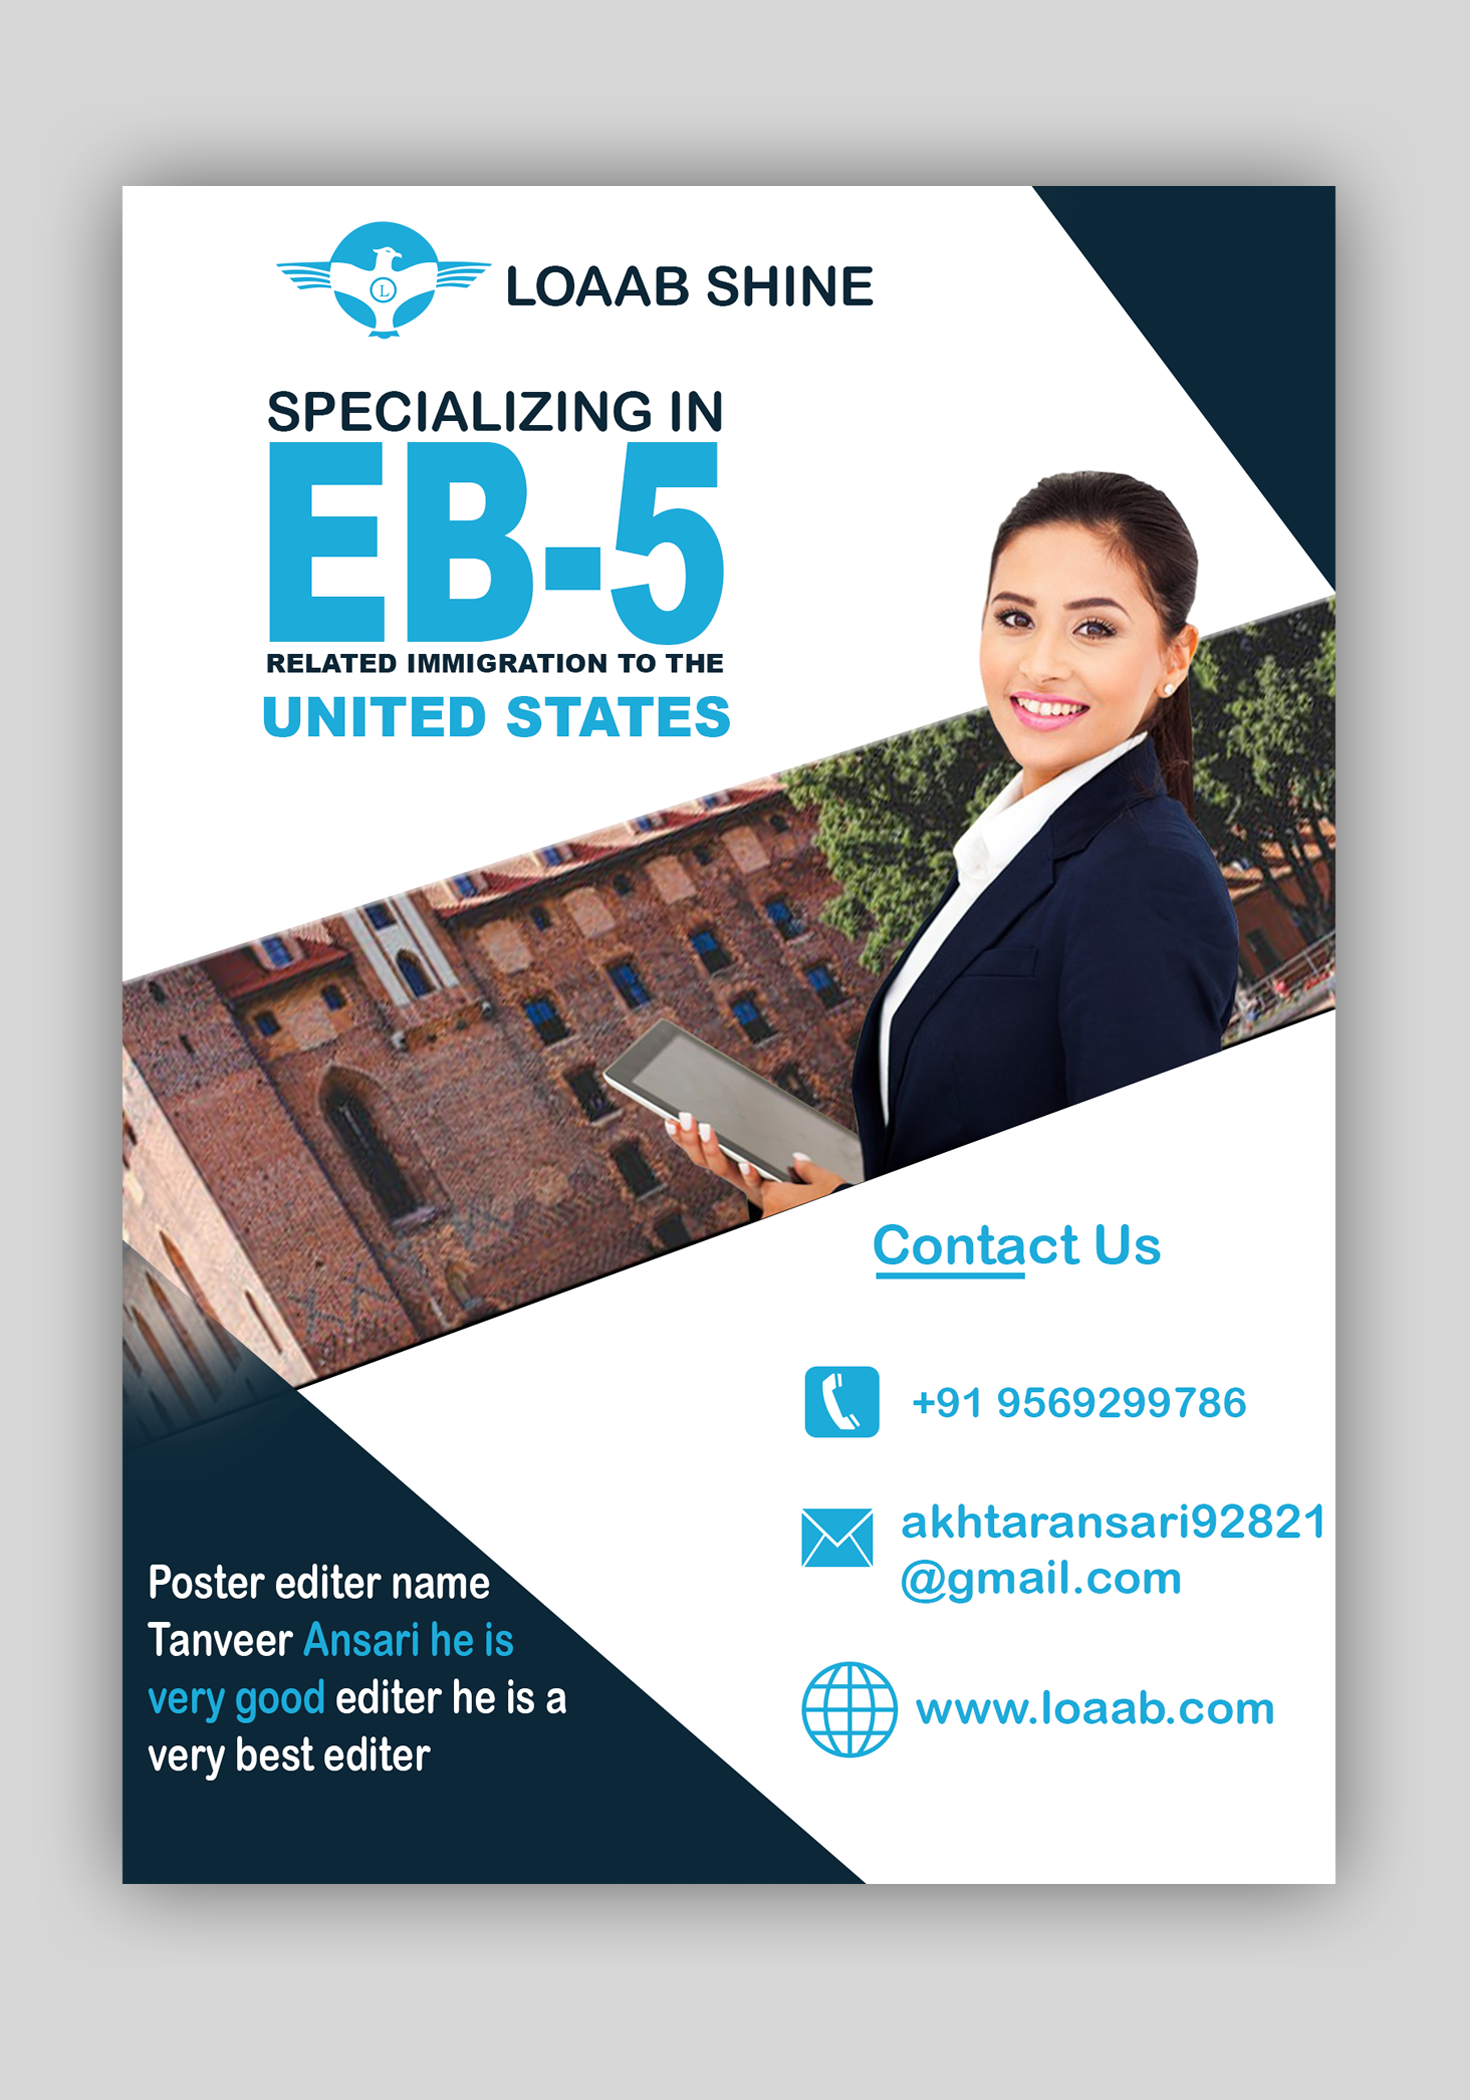 L
LOAAB SHINE
SPECIALIZING IN
EB-5
RELATED IMMIGRATION TO THE
UNITED STATES
Contact Us
+91 9569299786
akhtaransari92821
@gmail.com
www.loaab.com
Poster editer name
Tanveer Ansari he is
very good editer he is a
very best editer